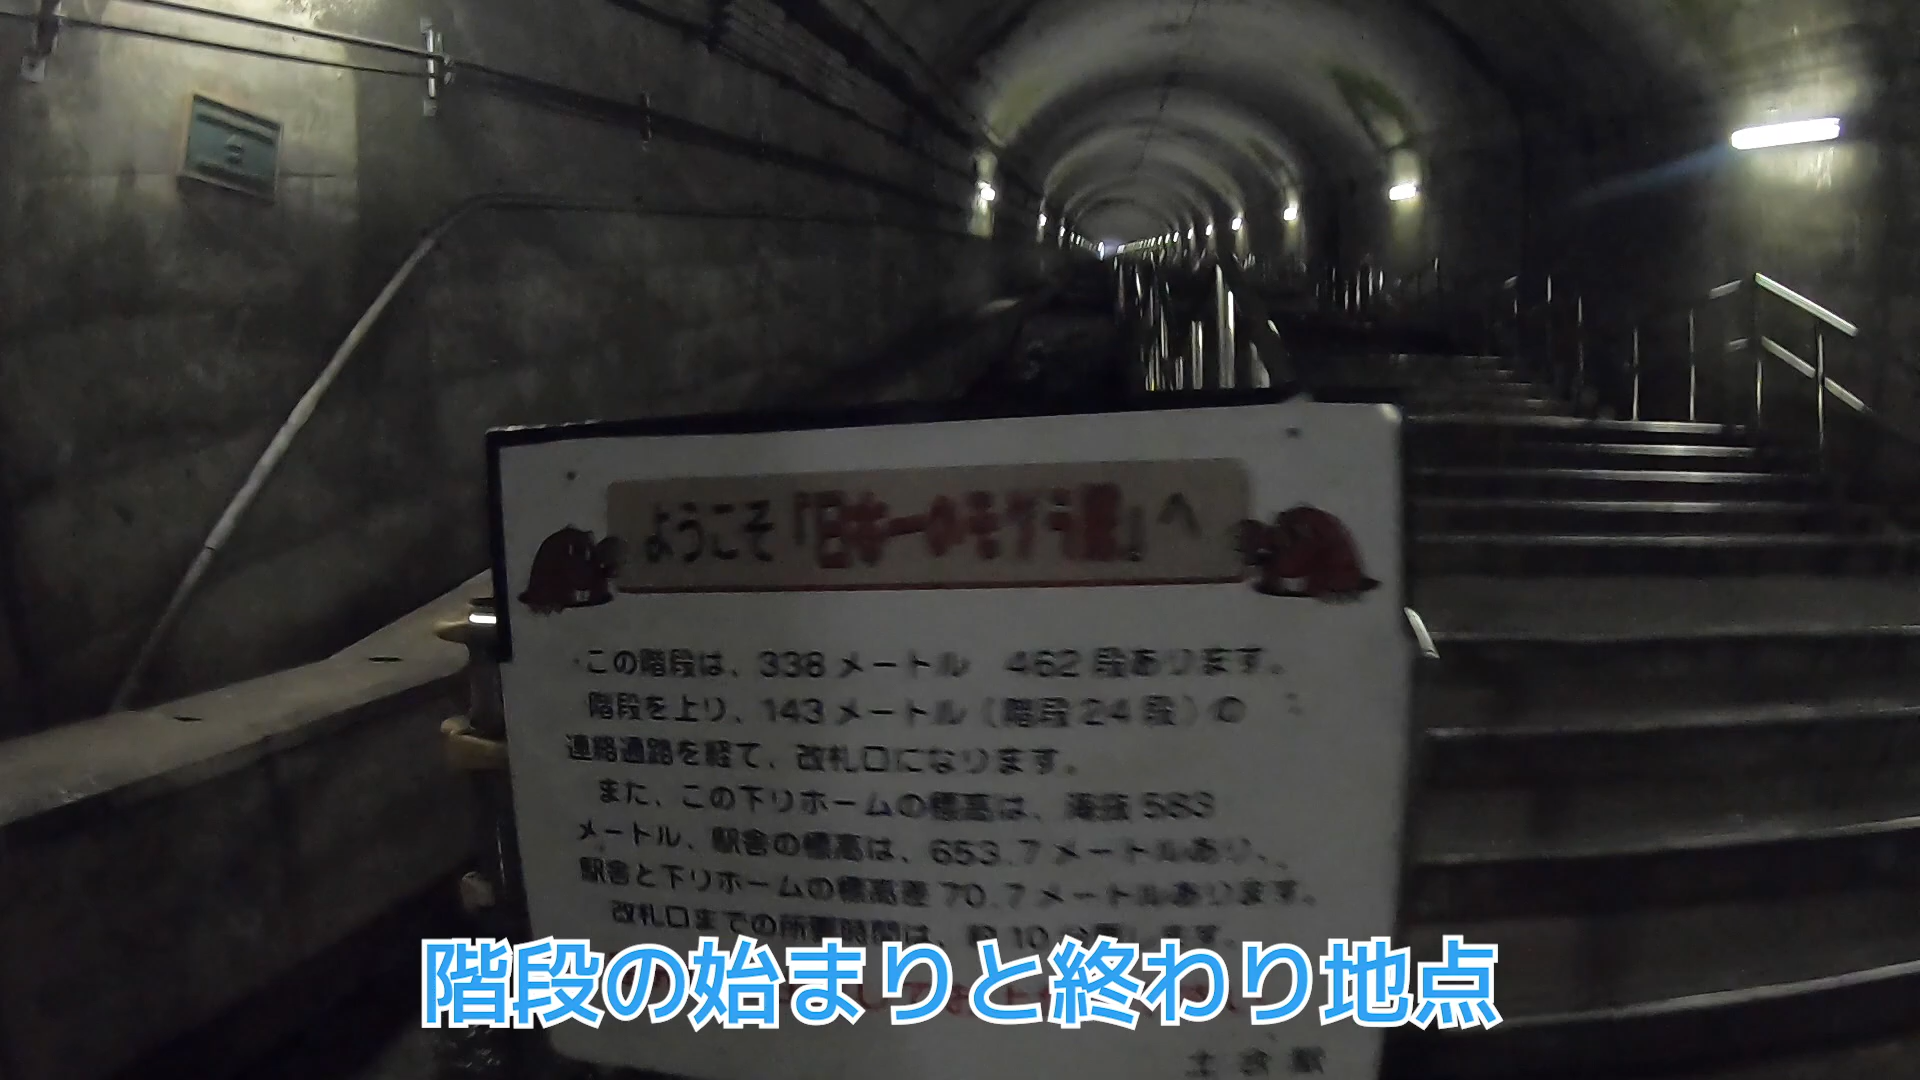 ようこそ『日本一のモグラ駅』へ
この階段は、338メートル 462段あります。
階段を上り、143メートル（階段24段）の
連絡通路を経て、改札口になります。
また、この下りホームの標高は、海抜583
メートル、駅舎の標高は、653.7メートルあり、
駅舎と下りホームの標高差70.7メートルあります。
改札口までの所要時間は、約10分要します。
階段の始まりと終わり地点
土合駅